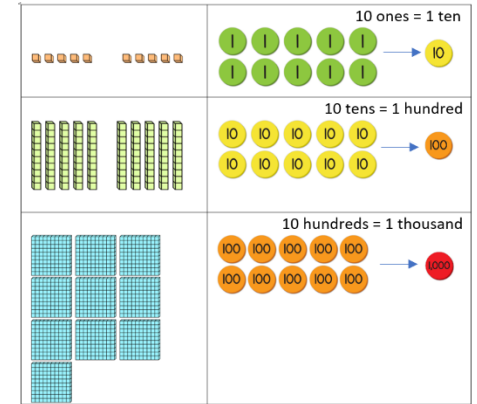 10 ones = 1 ten
1 1 1 1 1
1 1 1 1 1
10
10 tens = 1 hundred
10 10 10 10 10
10 10 10 10 10
100
10 hundreds = 1 thousand
100 100 100 100 100
100 100 100 100 100
1,000